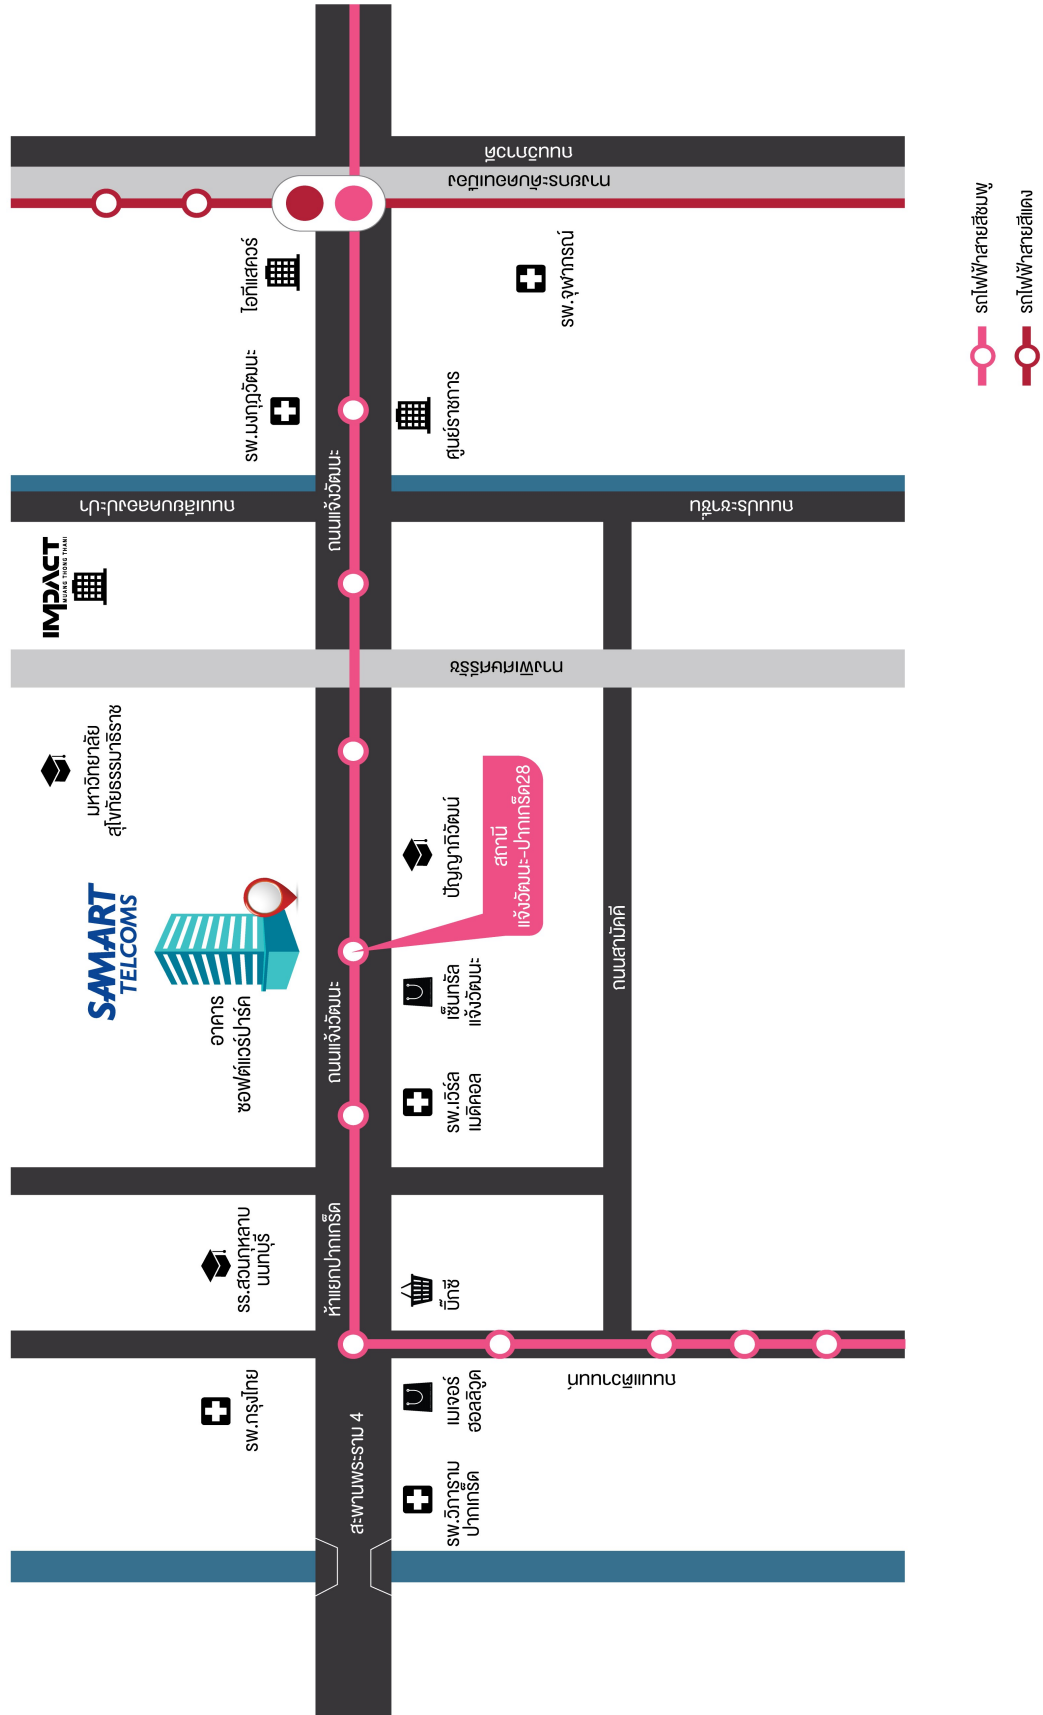 ถนนวิภาวดี
ทางยกระดับดอนเมือง
ไอทีแสควร์
รพ.จุฬาภรณ์
รถไฟฟ้าสายสีชมพู
รถไฟฟ้าสายสีแดง
รพ.มงกุฎวัฒนะ
ศูนย์ราชการ
ถนนแจ้งวัฒนะ
ถนนเลียบคลองปะปา
ถนนประชาชื่น
IMPACT
MUANG THONG THANI
ทางพิเศษศรีรัช
มหาวิทยาลัย
สุโขทัยธรรมาธิราช
ปัญญาภิวัฒน์
สถานี
แจ้งวัฒนะ-ปากเกร็ด28
SAMART
TELCOMS
อาคาร
ซอฟต์แวร์ปาร์ค
ถนนแจ้งวัฒนะ
เซ็นทรัล
แจ้งวัฒนะ
ถนนสามัคคี
รพ.เวิร์ล
เมดิคอล
รร.สวนกุหลาบ
นนทบุรี
ห้าแยกปากเกร็ด
บิ๊กซี
รพ.กรุงไทย
เมเจอร์
ฮอลลิวูด
ถนนติวานนท์
สะพานพระราม 4
รพ.วิภาราม
ปากเกร็ด